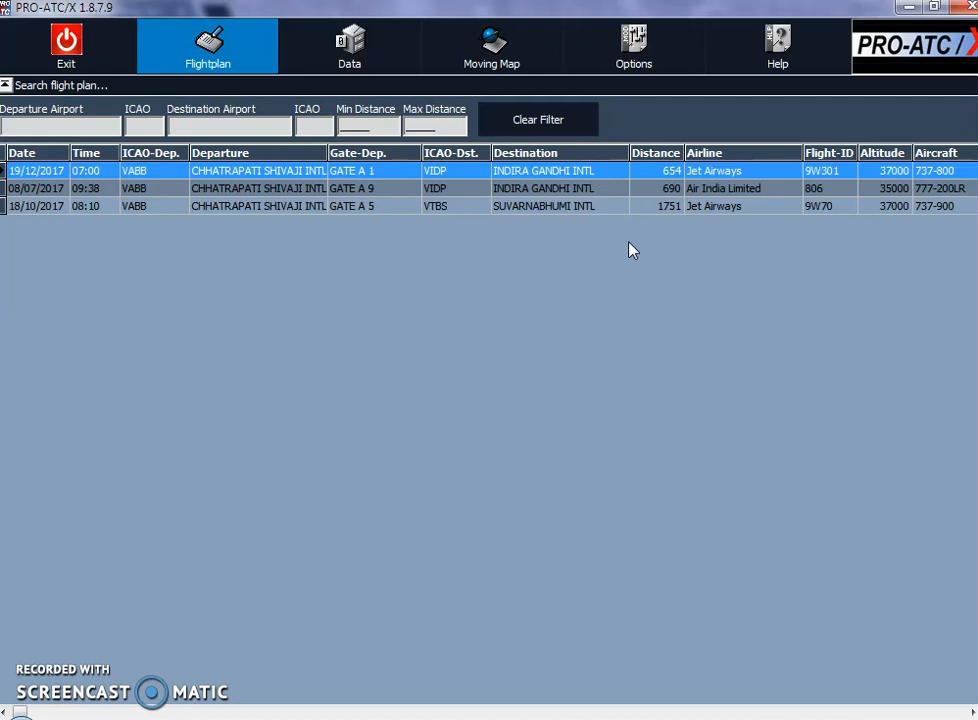 PRO-ATC/X 1.8.7.9
Exit Flightplan Data Moving Map Options Help PRO-ATC/X
Search flight plan...
Departure Airport ICAO Destination Airport ICAO Min Distance Max Distance
Clear Filter
Date Time ICAO-Dep. Departure Gate-Dep. ICAO-Dst. Destination Distance Airline Flight-ID Altitude Aircraft
19/12/2017 07:00 VABB CHHATRAPATI SHIVAJI INTL GATE A 1 VIDP INDIRA GANDHI INTL 654 Jet Airways 9W301 37000 737-800
08/07/2017 09:38 VABB CHHATRAPATI SHIVAJI INTL GATE A 9 VIDP INDIRA GANDHI INTL 690 Air India Limited 806 35000 777-200LR
18/10/2017 08:10 VABB CHHATRAPATI SHIVAJI INTL GATE A 5 VTBS SUVARNABHUMI INTL 1751 Jet Airways 9W70 37000 737-900
RECORDED WITH
SCREENCAST MATIC